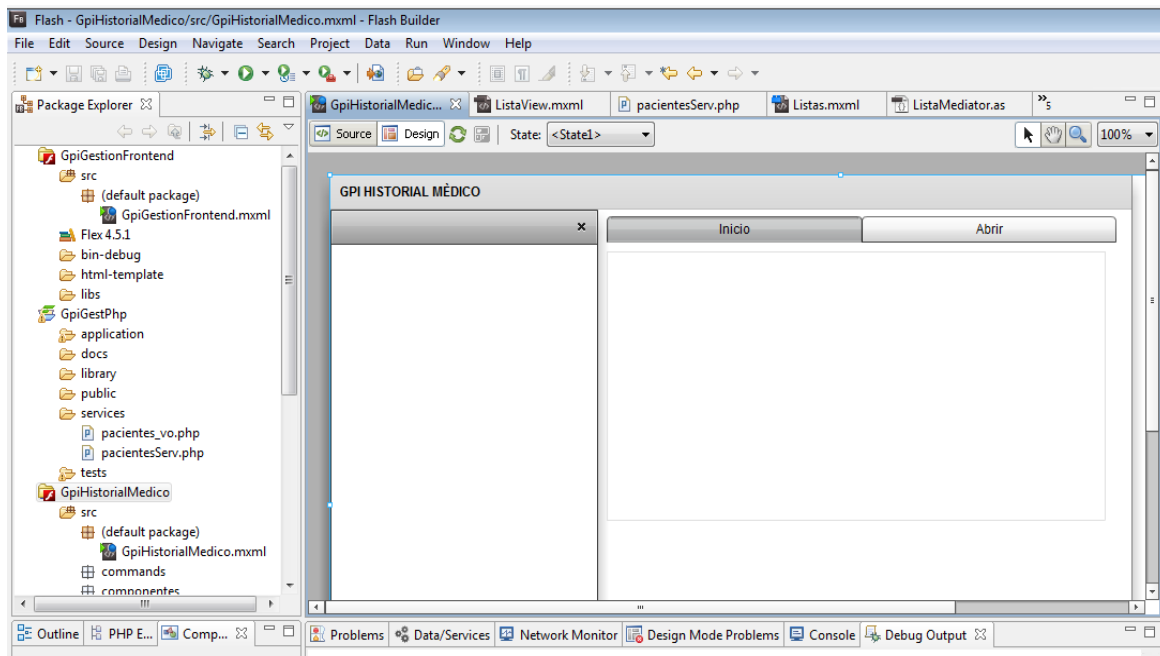 Flash - GpiHistorialMedico/src/GpiHistorialMedico.mxml - Flash Builder
File Edit Source Design Navigate Search Project Data Run Window Help
Package Explorer
GpiHistorialMedic... ListaView.mxml pacientesServ.php Listas.mxml ListaMediator.as »5
Source Design State: <State1> 100%
GpiGestionFrontend
src
(default package)
GpiGestionFrontend.mxml
Flex 4.5.1
bin-debug
html-template
libs
GpiGestPhp
application
docs
library
public
services
pacientes_vo.php
pacientesServ.php
tests
GpiHistorialMedico
src
(default package)
GpiHistorialMedico.mxml
commands
componentes
GPI HISTORIAL MÈDICO
Inicio Abrir
Outline PHP E... Comp...
Problems Data/Services Network Monitor Design Mode Problems Console Debug Output